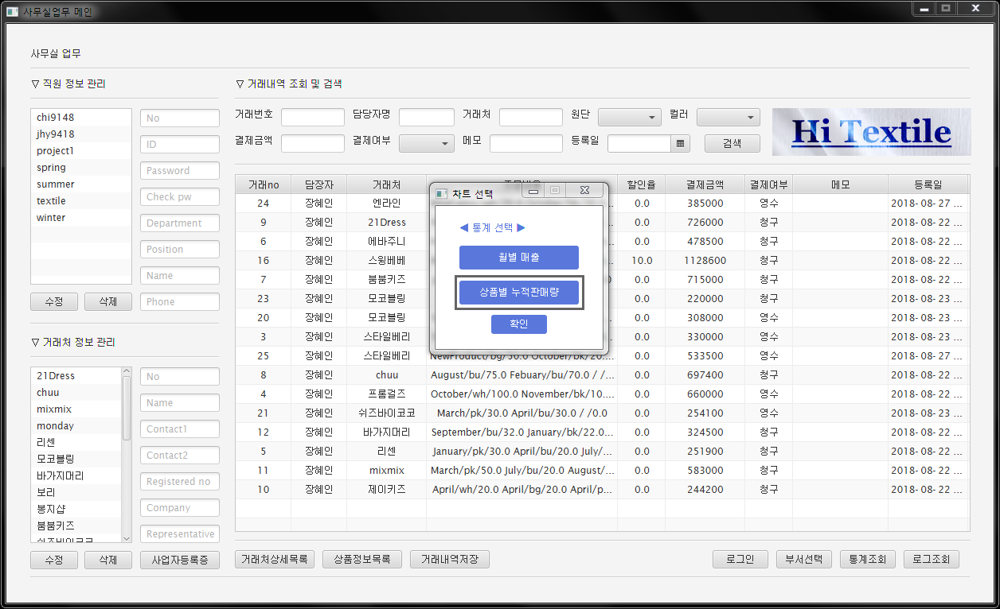 사무실업무 메인
사무실 업무
▽ 직원 정보 관리
chi9148
jhy9418
project1
spring
summer
textile
winter
No
ID
Password
Check pw
Department
Position
Name
Phone
수정 삭제
▽ 거래처 정보 관리
21Dress
chuu
mixmix
monday
리센
모코블링
바가지머리
보리
봉지샵
붐붐키즈
쉬즈바이코코
No
Name
Contact1
Contact2
Registered no
Company
Representative
수정 삭제 사업자등록증
▽ 거래내역 조회 및 검색
거래번호 담당자명 거래처 원단 컬러
결제금액 결제여부 메모 등록일 검색
Hi Textile
거래no 담장자 거래처 할인율 결제금액 결제여부 메모 등록일
24 장혜인 엔라인 0.0 385000 영수 2018- 08- 27 ...
9 장혜인 21Dress 0.0 726000 청구 2018- 08- 22 ...
6 장혜인 에바주니 0.0 478500 청구 2018- 08- 22 ...
16 장혜인 스윙베베 10.0 1128600 청구 2018- 08- 22 ...
7 장혜인 붐붐키즈 0.0 715000 청구 2018- 08- 22 ...
23 장혜인 모코블링 0.0 220000 청구 2018- 08- 23 ...
20 장혜인 모코블링 0.0 308000 청구 2018- 08- 23 ...
3 장혜인 스타일베리 0.0 330000 영수 2018- 08- 22 ...
25 장혜인 스타일베리 NewProduct/bg/50.0 October/bk/20.... 0.0 533500 영수 2018- 08- 27 ...
8 장혜인 chuu August/bu/75.0 Febuary/bu/70.0 / /... 0.0 697400 청구 2018- 08- 22 ...
4 장혜인 프롬걸즈 October/wh/100.0 November/bk/10.... 0.0 660000 영수 2018- 08- 22 ...
21 장혜인 쉬즈바이코코 March/pk/30.0 April/bu/30.0 / /0.0 0.0 254100 영수 2018- 08- 23 ...
12 장혜인 바가지머리 September/bu/32.0 January/bk/22.0... 0.0 324500 청구 2018- 08- 22 ...
5 장혜인 리센 January/pk/30.0 April/bu/20.0 July/... 0.0 251900 청구 2018- 08- 22 ...
11 장혜인 mixmix March/pk/50.0 July/bu/20.0 August/... 0.0 583000 청구 2018- 08- 22 ...
10 장혜인 제이키즈 April/wh/20.0 April/bg/20.0 April/p... 0.0 244200 청구 2018- 08- 22 ...
차트 선택
◀ 통계 선택 ▶
월별 매출
상품별 누적판매량
확인
거래처상세목록 상품정보목록 거래내역저장 로그인 부서선택 통계조회 로그조회